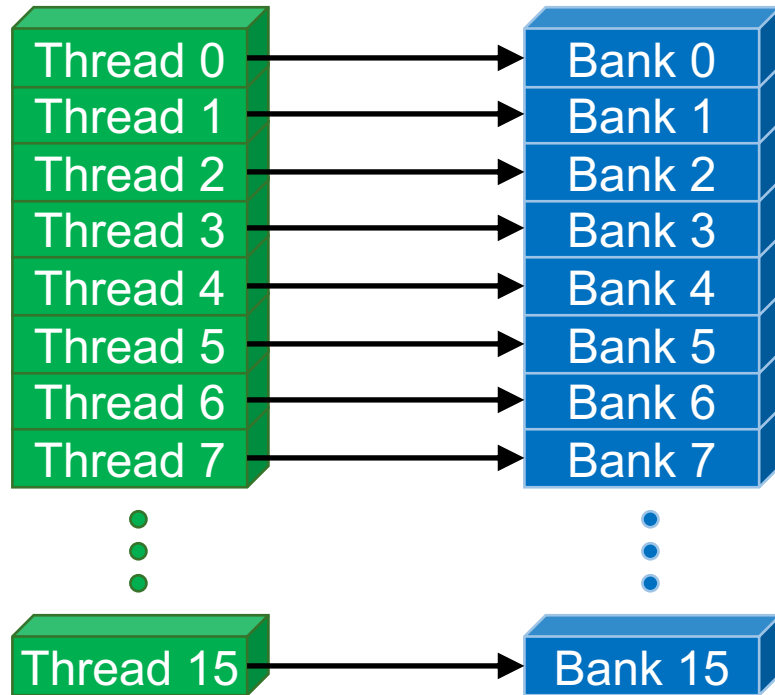 Thread 0
Bank 0
Thread 1
Bank 1
Thread 2
Bank 2
Thread 3
Bank 3
Thread 4
Bank 4
Thread 5
Bank 5
Thread 6
Bank 6
Thread 7
Bank 7
Thread 15
Bank 15